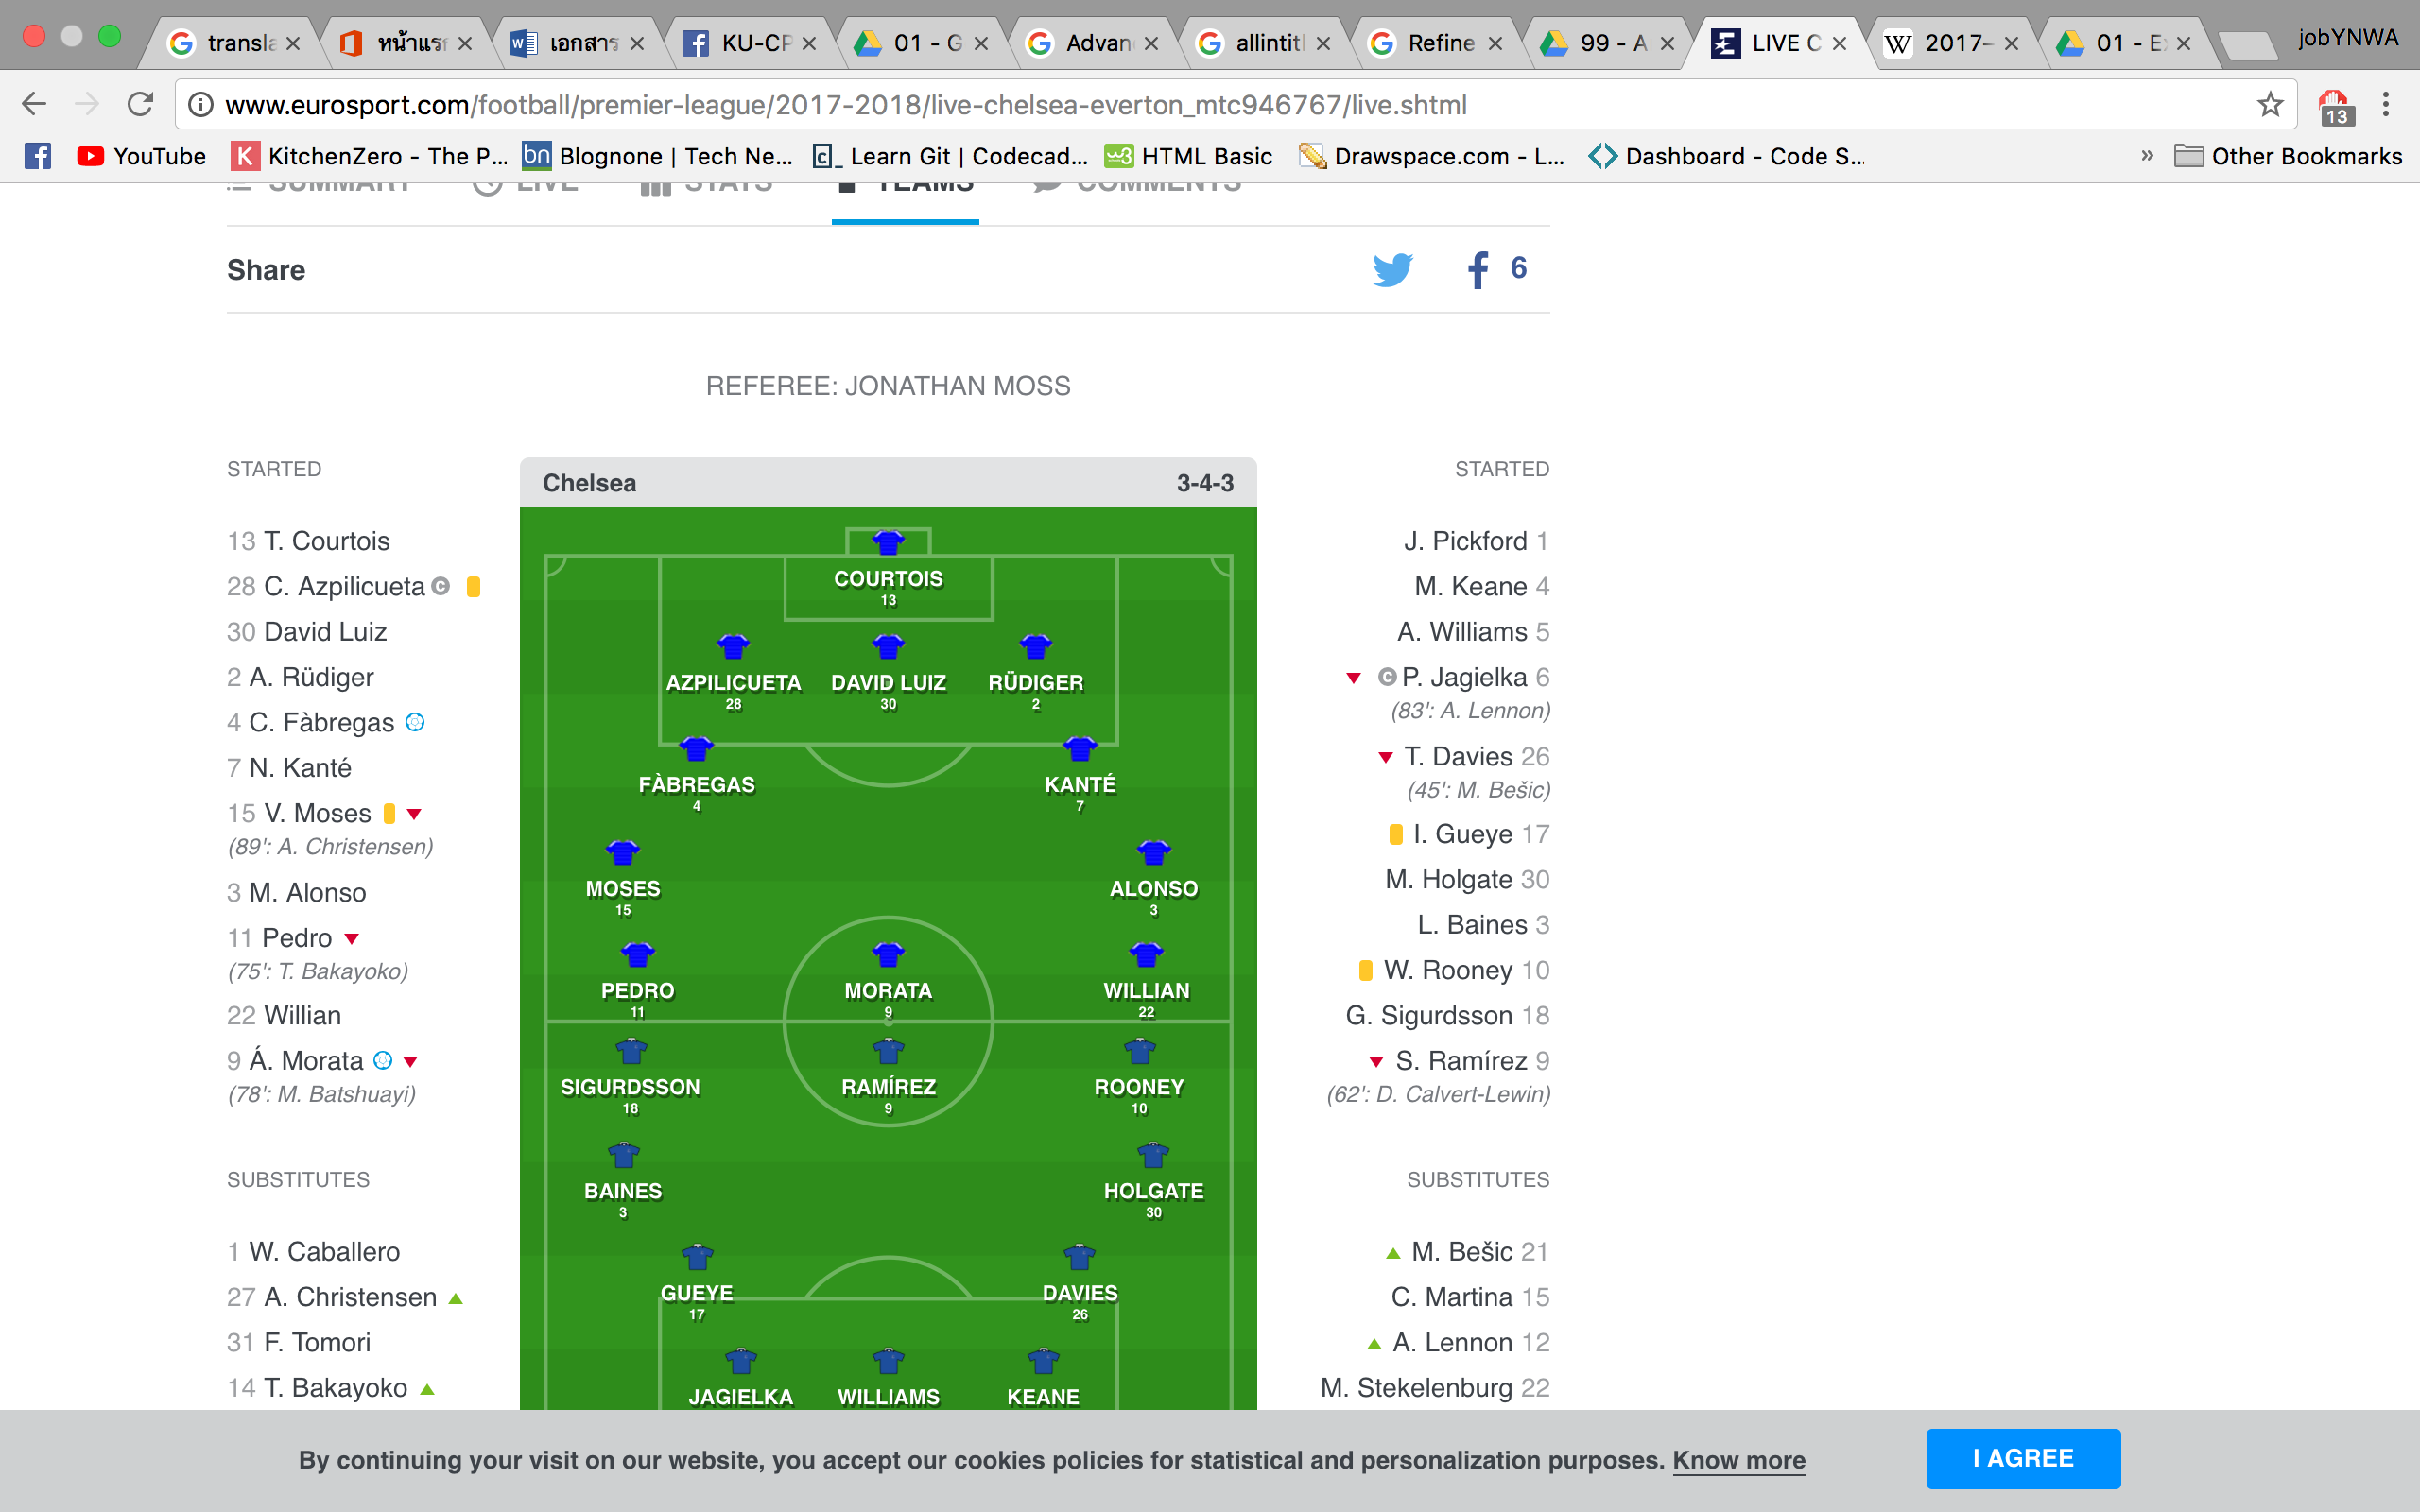 transla
หน้าแรก
เอกสาร
KU-CP
01 - G
Advan
allintitl
Refine
99 - A
LIVE C
2017-
01 - E
jobYNWA
www.eurosport.com/football/premier-league/2017-2018/live-chelsea-everton_mtc946767/live.shtml
13
YouTube
KitchenZero - The P...
Blognone | Tech Ne...
Learn Git | Codecad...
HTML Basic
Drawspace.com - L...
Dashboard - Code S...
»
Other Bookmarks
SUMMARY
LIVE
STATS
TEAMS
COMMENTS
Share
6
REFEREE: JONATHAN MOSS
STARTED
13 T. Courtois
28 C. Azpilicueta C
30 David Luiz
2 A. Rüdiger
4 C. Fàbregas
7 N. Kanté
15 V. Moses
(89': A. Christensen)
3 M. Alonso
11 Pedro
(75': T. Bakayoko)
22 Willian
9 Á. Morata
(78': M. Batshuayi)
SUBSTITUTES
1 W. Caballero
27 A. Christensen
31 F. Tomori
14 T. Bakayoko
Chelsea 3-4-3
COURTOIS
13
AZPILICUETA DAVID LUIZ RÜDIGER
28 30 2
FÀBREGAS KANTÉ
4 7
MOSES ALONSO
15 3
PEDRO MORATA WILLIAN
11 9 22
SIGURDSSON RAMÍREZ ROONEY
18 9 10
BAINES HOLGATE
3 30
GUEYE DAVIES
17 26
JAGIELKA WILLIAMS KEANE
STARTED
J. Pickford 1
M. Keane 4
A. Williams 5
C P. Jagielka 6
(83': A. Lennon)
T. Davies 26
(45': M. Bešic)
I. Gueye 17
M. Holgate 30
L. Baines 3
W. Rooney 10
G. Sigurdsson 18
S. Ramírez 9
(62': D. Calvert-Lewin)
SUBSTITUTES
M. Bešic 21
C. Martina 15
A. Lennon 12
M. Stekelenburg 22
By continuing your visit on our website, you accept our cookies policies for statistical and personalization purposes. Know more
I AGREE